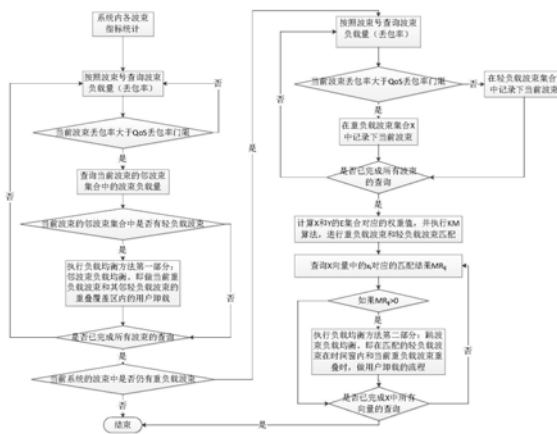 系统内各波束
指标统计
按照波束号查询波束
负载量（丢包率）
否
当前波束丢包率大于QoS丢包率门限
是
查询当前波束的邻波束
集合中的波束负载量
当前波束的邻波束集合中是否有轻负载波束
否
是
执行负载均衡方法第一部分：
邻波束负载均衡，即做当前重
负载波束和其邻轻负载波束的
重叠覆盖区内的用户卸载
否
是否已完成所有波束的查询
是
当前系统的波束中是否仍有重负载波束
是
否
结束
按照波束号查询波束
负载量（丢包率）
当前波束丢包率大于QoS丢包率门限
否
在轻负载波束集合
中记录下当前波束
是
在重负载波束集合X
中记录下当前波束
否
是否已完成所有波束
的查询
是
计算X和Y的E集合对应的权重值，并执行KM
算法，进行重负载波束和轻负载波束匹配
查询X向量中的对应的匹配结果MR
如果MR>0
是
执行负载均衡方法第二部分：跳波
束负载均衡，即在匹配的轻负载波
束在时间窗内和当前重负载波束重
叠时，做用户卸载的流程
否
是否已完成X中所有
向量的查询
是